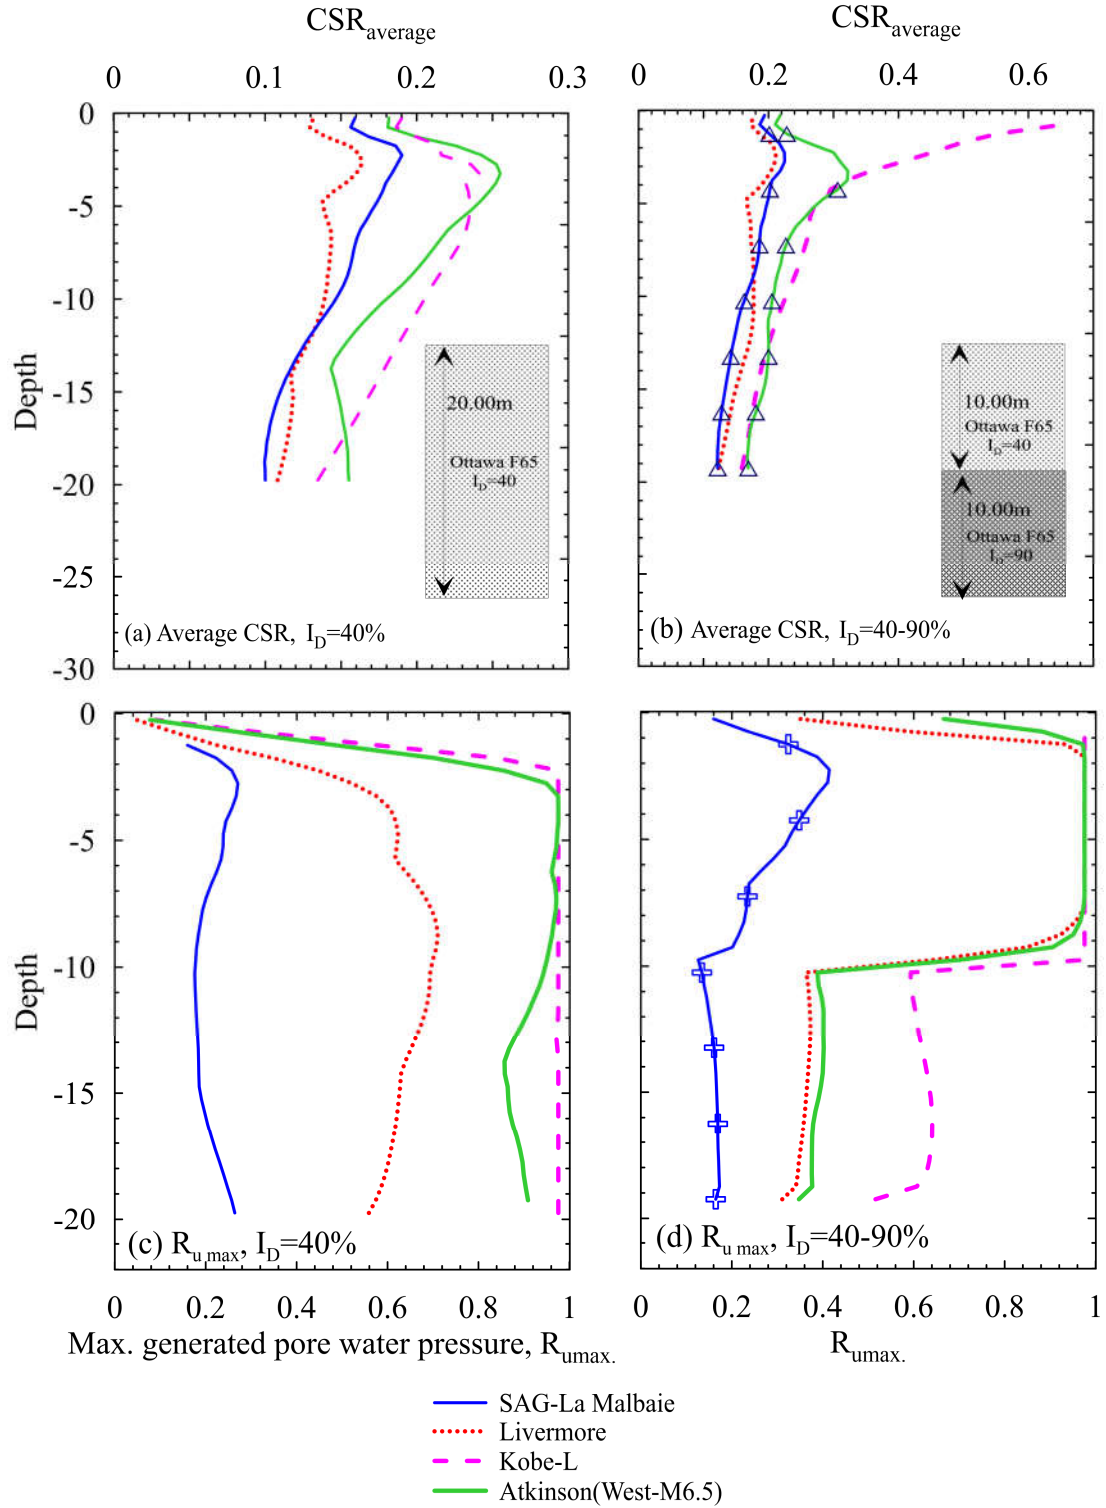 CSRaverage
CSRaverage
0 0.1 0.2 0.3
0 0.2 0.4 0.6
0
-5
-10
-15
-20
-25
-30
Depth
20.00m
Ottawa F65
ID=40
(a) Average CSR, ID=40%
10.00m
Ottawa F65
ID=40
10.00m
Ottawa F65
ID=90
(b) Average CSR, ID=40-90%
0
-5
-10
-15
-20
Depth
(c) Ru max, ID=40%
(d) Ru max, ID=40-90%
0 0.2 0.4 0.6 0.8 1
0 0.2 0.4 0.6 0.8 1
Max. generated pore water pressure, Rumax.
Rumax.
SAG-La Malbaie
Livermore
Kobe-L
Atkinson(West-M6.5)